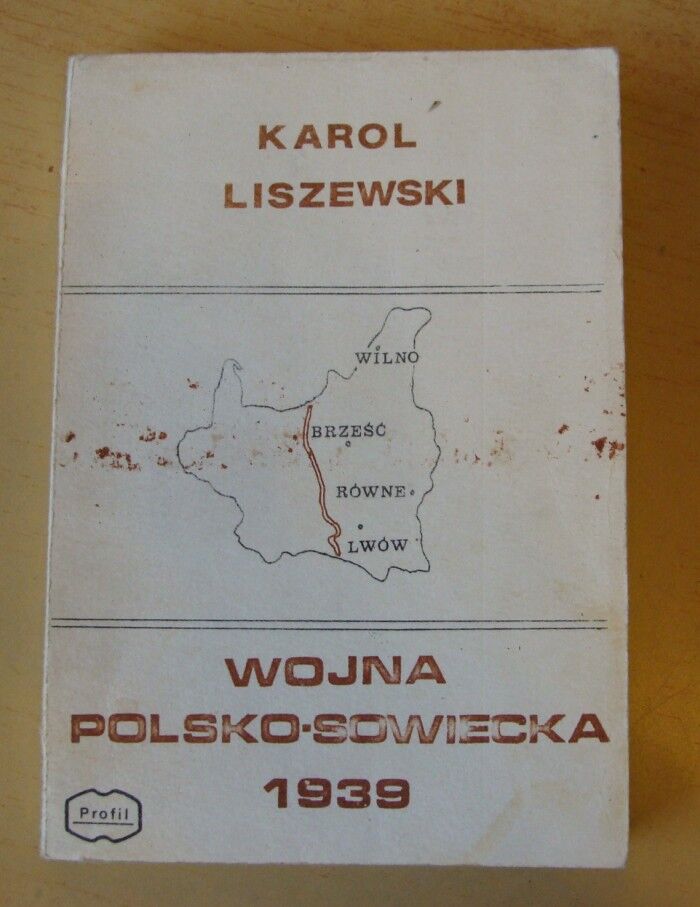 KAROL
LISZEWSKI
WILNO
BRZEŚĆ
RÓWNE
LWÓW
WOJNA
POLSKO-SOWIECKA
1939
Profil